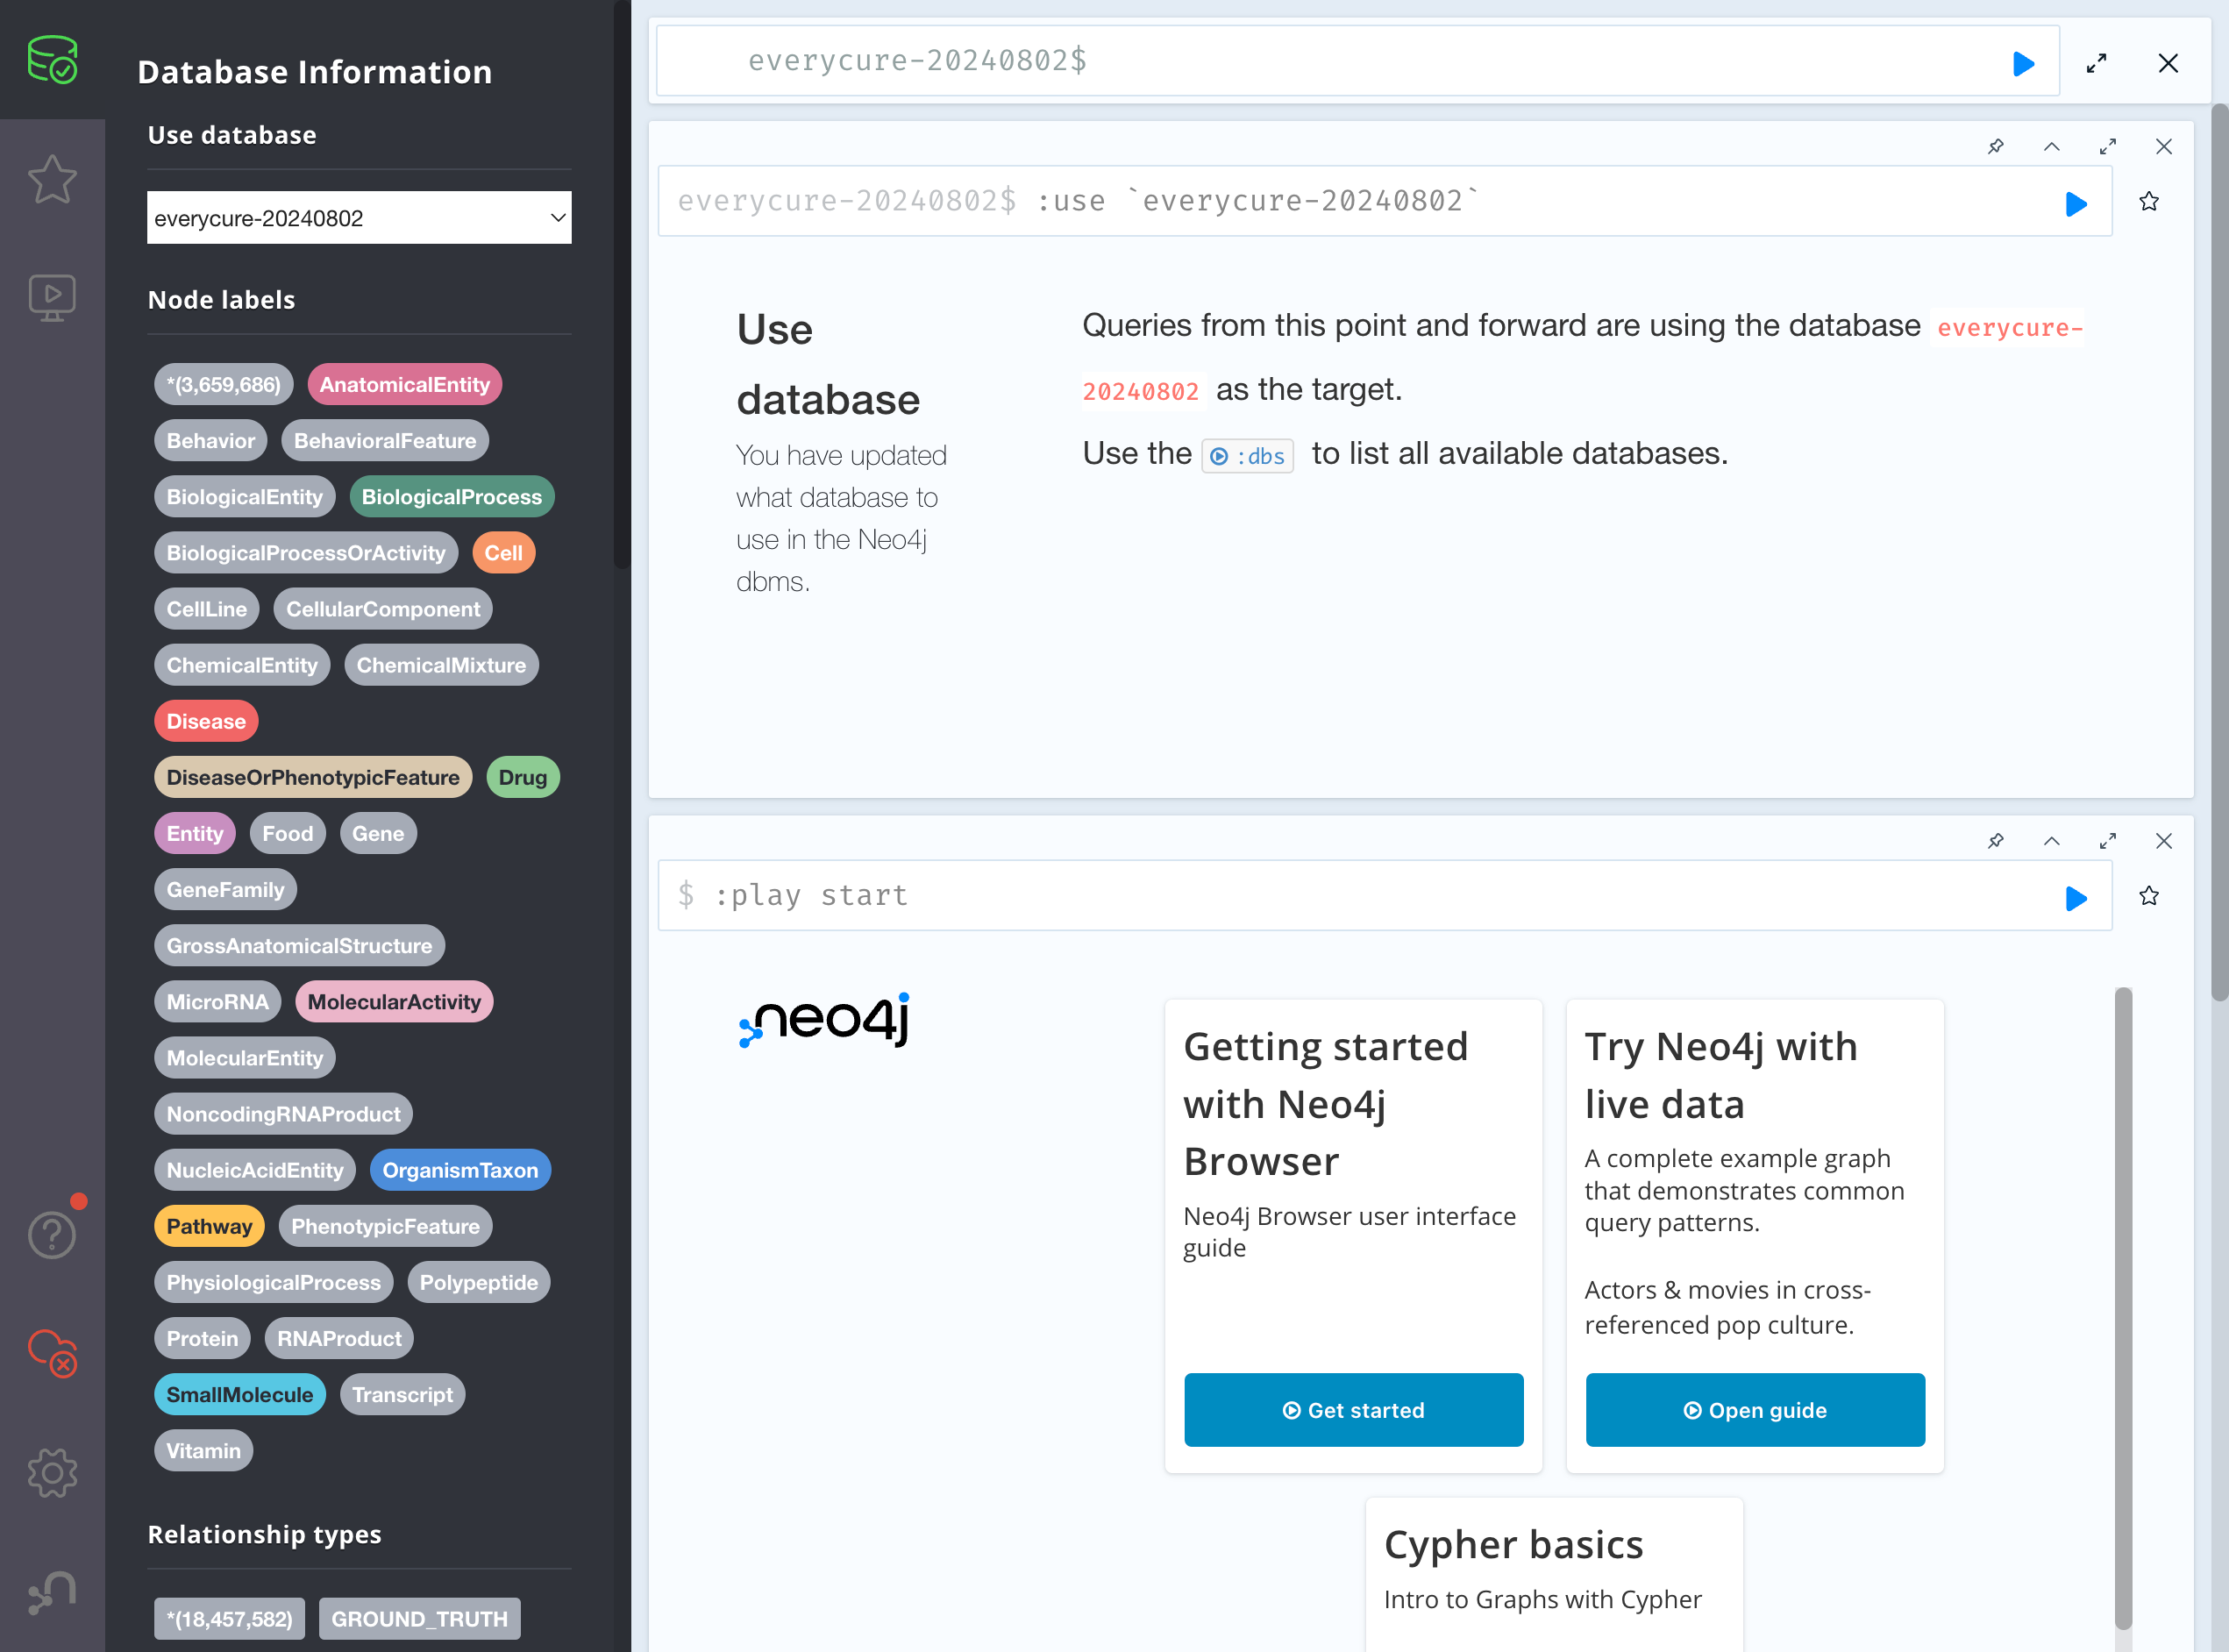 Database Information
Use database
everycure-20240802
Node labels
*(3,659,686) AnatomicalEntity
Behavior BehavioralFeature
BiologicalEntity BiologicalProcess
BiologicalProcessOrActivity Cell
CellLine CellularComponent
ChemicalEntity ChemicalMixture
Disease
DiseaseOrPhenotypicFeature Drug
Entity Food Gene
GeneFamily
GrossAnatomicalStructure
MicroRNA MolecularActivity
MolecularEntity
NoncodingRNAProduct
NucleicAcidEntity OrganismTaxon
Pathway PhenotypicFeature
PhysiologicalProcess Polypeptide
Protein RNAProduct
SmallMolecule Transcript
Vitamin
Relationship types
*(18,457,582) GROUND_TRUTH
everycure-20240802$
everycure-20240802$ :use `everycure-20240802`
Use
database
You have updated
what database to
use in the Neo4j
dbms.
Queries from this point and forward are using the database everycure-
20240802 as the target.
Use the :dbs to list all available databases.
$ :play start
neo4j
Getting started
with Neo4j
Browser
Neo4j Browser user interface
guide
Get started
Try Neo4j with
live data
A complete example graph
that demonstrates common
query patterns.
Actors & movies in cross-
referenced pop culture.
Open guide
Cypher basics
Intro to Graphs with Cypher